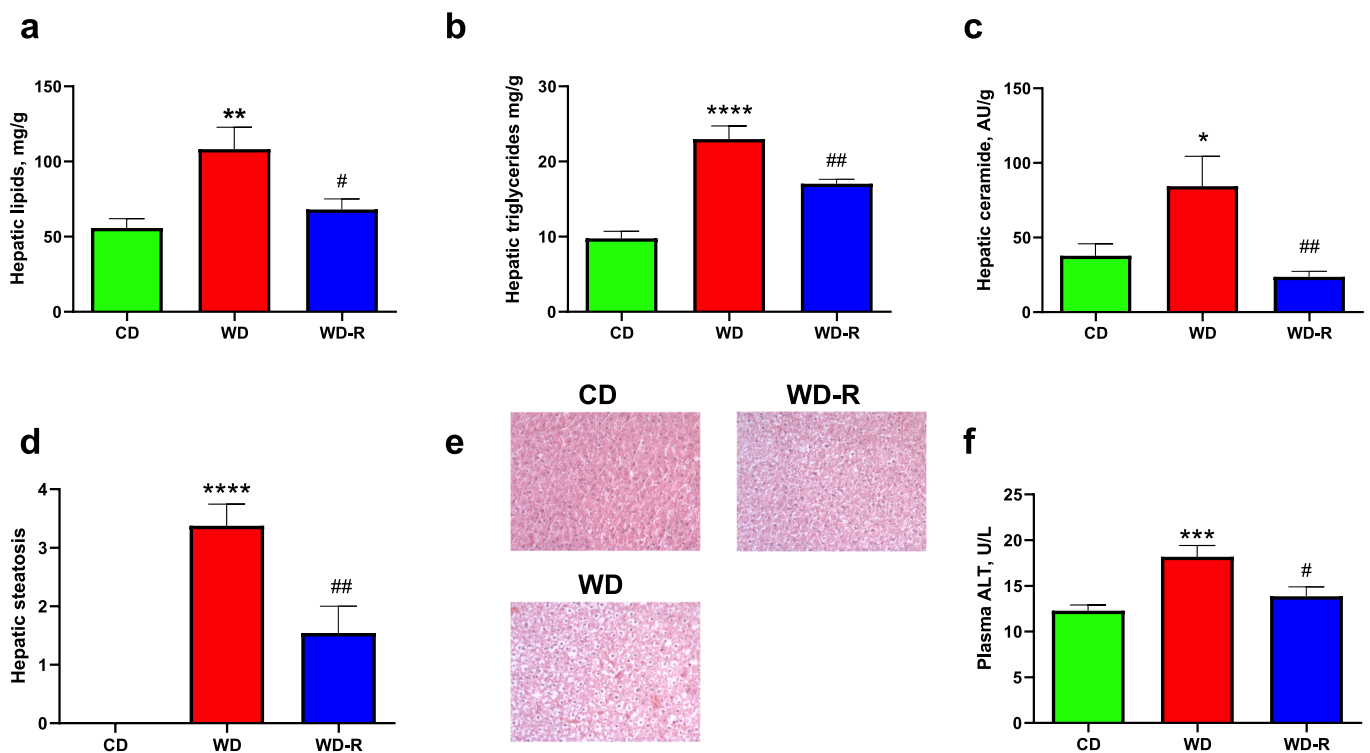 a
Hepatic lipids, mg/g
150
100
50
0
**
#
CD WD WD-R
b
Hepatic triglycerides mg/g
30
20
10
0
****
##
CD WD WD-R
c
Hepatic ceramide, AU/g
150
100
50
0
*
##
CD WD WD-R
d
Hepatic steatosis
4
3
2
1
0
****
##
CD WD WD-R
e
CD WD-R
WD
f
Plasma ALT, U/L
25
20
15
10
5
0
***
#
CD WD WD-R